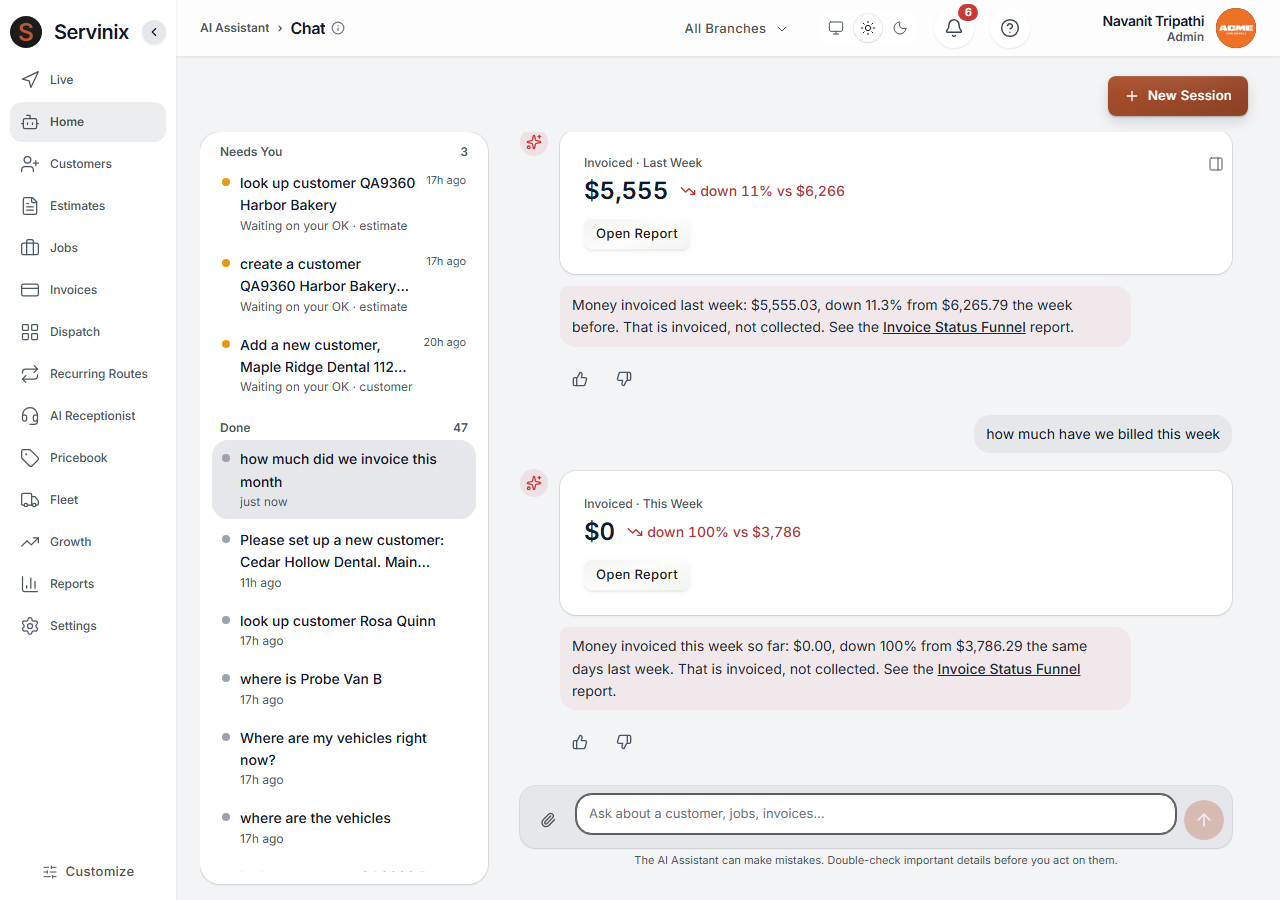 S Servinix
Live
Home
Customers
Estimates
Jobs
Invoices
Dispatch
Recurring Routes
AI Receptionist
Pricebook
Fleet
Growth
Reports
Settings
Customize
AI Assistant › Chat
All Branches
6
Navanit Tripathi
Admin
ACME
+ New Session
Needs You 3
look up customer QA9360 17h ago
Harbor Bakery
Waiting on your OK · estimate
create a customer 17h ago
QA9360 Harbor Bakery...
Waiting on your OK · estimate
Add a new customer, 20h ago
Maple Ridge Dental 112...
Waiting on your OK · customer
Done 47
how much did we invoice this
month
just now
Please set up a new customer:
Cedar Hollow Dental. Main...
11h ago
look up customer Rosa Quinn
17h ago
where is Probe Van B
17h ago
Where are my vehicles right
now?
17h ago
where are the vehicles
17h ago
Invoiced · Last Week
$5,555 down 11% vs $6,266
Open Report
Money invoiced last week: $5,555.03, down 11.3% from $6,265.79 the week
before. That is invoiced, not collected. See the Invoice Status Funnel report.
how much have we billed this week
Invoiced · This Week
$0 down 100% vs $3,786
Open Report
Money invoiced this week so far: $0.00, down 100% from $3,786.29 the same
days last week. That is invoiced, not collected. See the Invoice Status Funnel
report.
Ask about a customer, jobs, invoices...
The AI Assistant can make mistakes. Double-check important details before you act on them.